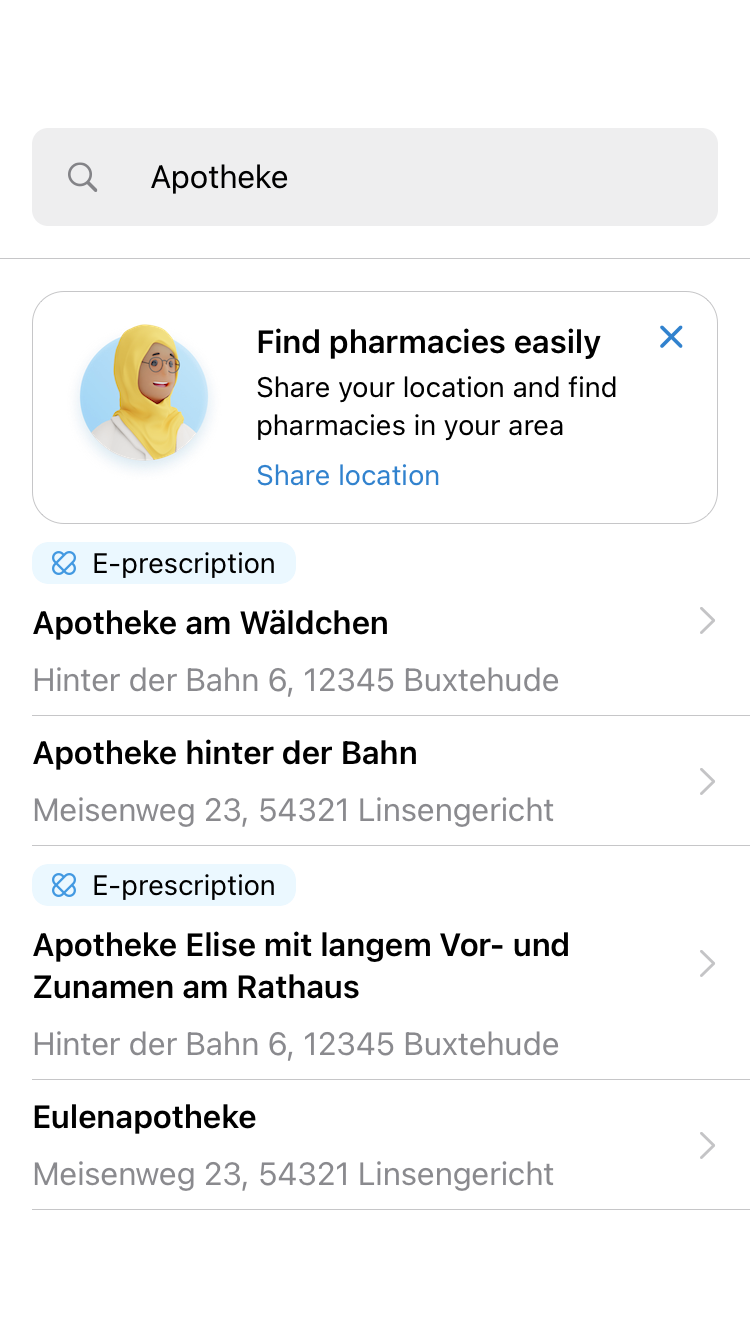 Apotheke
Find pharmacies easily
Share your location and find
pharmacies in your area
Share location
E-prescription
Apotheke am Wäldchen
Hinter der Bahn 6, 12345 Buxtehude
Apotheke hinter der Bahn
Meisenweg 23, 54321 Linsengericht
E-prescription
Apotheke Elise mit langem Vor- und
Zunamen am Rathaus
Hinter der Bahn 6, 12345 Buxtehude
Eulenapotheke
Meisenweg 23, 54321 Linsengericht